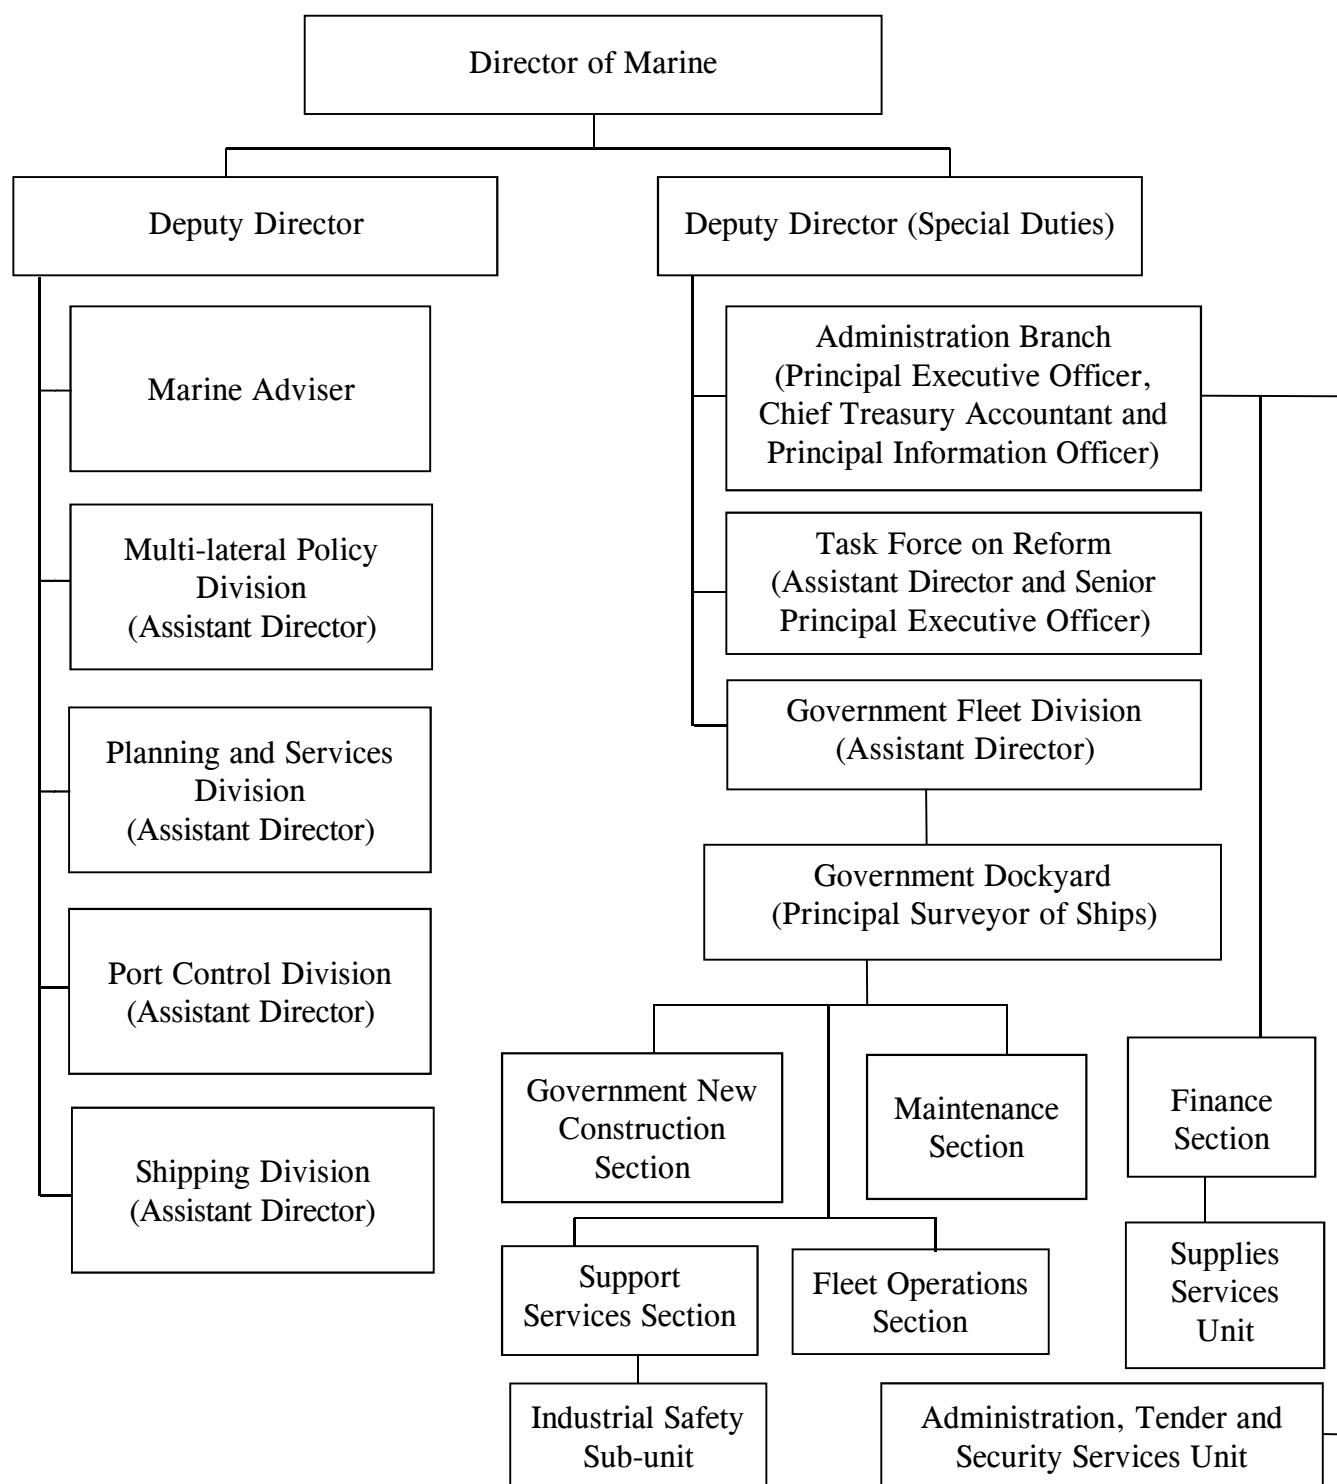 Director of Marine
Deputy Director
Deputy Director (Special Duties)
Marine Adviser
Multi-lateral Policy
Division
(Assistant Director)
Planning and Services
Division
(Assistant Director)
Port Control Division
(Assistant Director)
Shipping Division
(Assistant Director)
Administration Branch
(Principal Executive Officer,
Chief Treasury Accountant and
Principal Information Officer)
Task Force on Reform
(Assistant Director and Senior
Principal Executive Officer)
Government Fleet Division
(Assistant Director)
Government Dockyard
(Principal Surveyor of Ships)
Government New
Construction
Section
Maintenance
Section
Finance
Section
Support
Services Section
Fleet Operations
Section
Supplies
Services
Unit
Industrial Safety
Sub-unit
Administration, Tender and
Security Services Unit